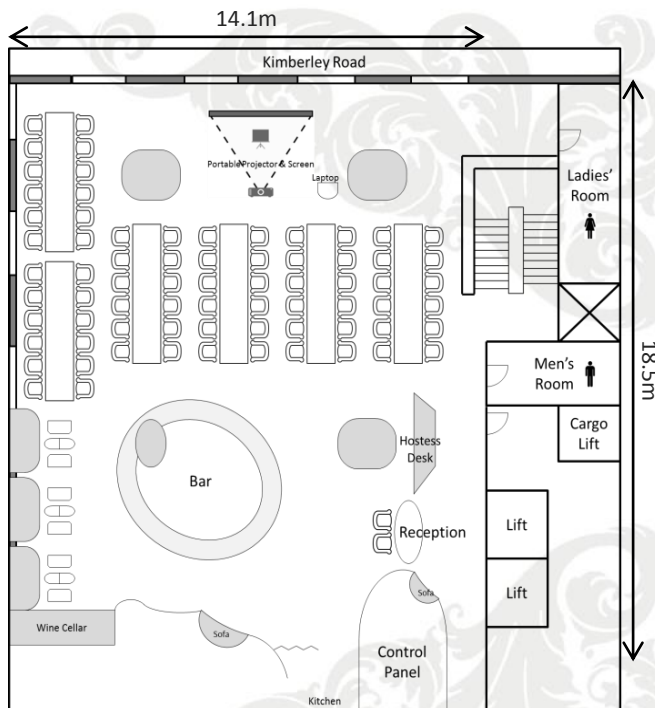 14.1m
Kimberley Road
Portable Projector & Screen
Laptop
Ladies'
Room
18.5m
Men's
Room
Cargo
Lift
Hostess
Desk
Bar
Reception
Lift
Lift
Sofa
Wine Cellar
Sofa
Control
Panel
Kitchen